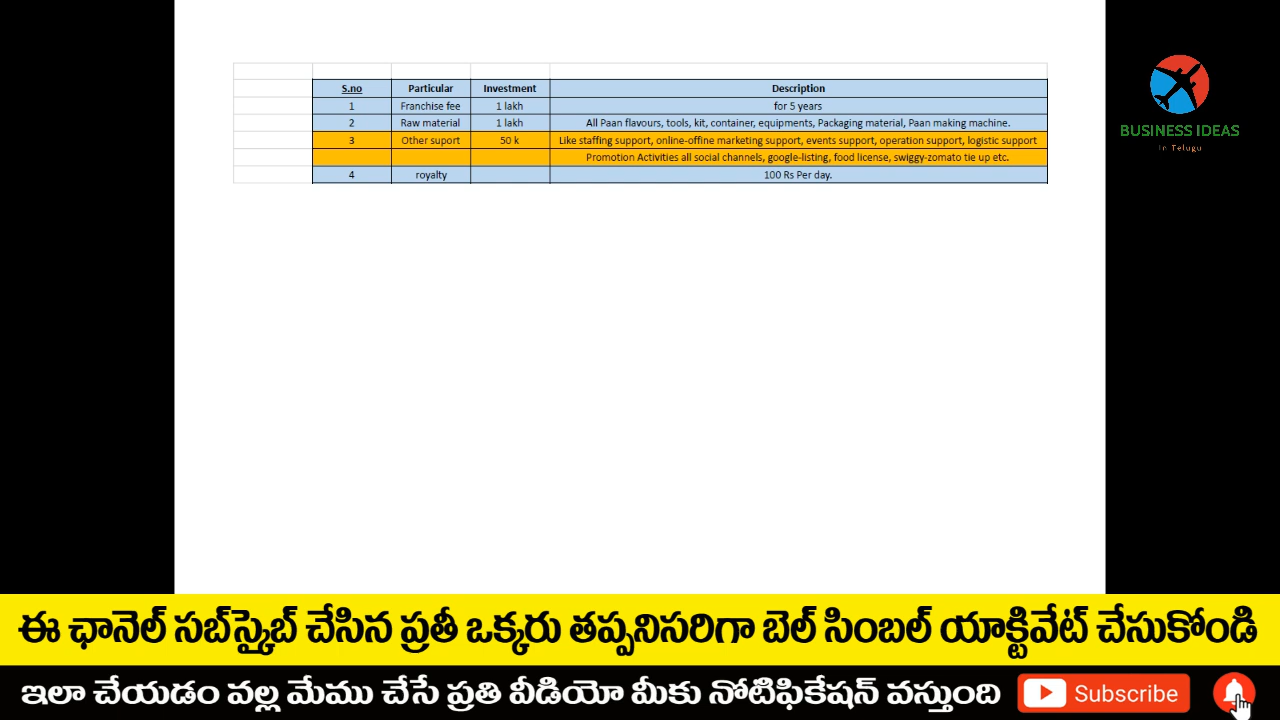 S.no Particular Investment Description
1 Franchise fee 1 lakh for 5 years
2 Raw material 1 lakh All Paan flavours, tools, kit, container, equipments, Packaging material, Paan making machine.
3 Other suport 50 k Like staffing support, online-offine marketing support, events support, operation support, logistic support
Promotion Activities all social channels, google-listing, food license, swiggy-zomato tie up etc.
4 royalty 100 Rs Per day.
BUSINESS IDEAS
In Telugu
ఈ ఛానెల్ సబ్‌స్క్రైబ్ చేసిన ప్రతీ ఒక్కరు తప్పనిసరిగా బెల్ సింబల్ యాక్టివేట్ చేసుకోండి
ఇలా చేయడం వల్ల మేము చేసే ప్రతి వీడియో మీకు నోటిఫికేషన్ వస్తుంది Subscribe